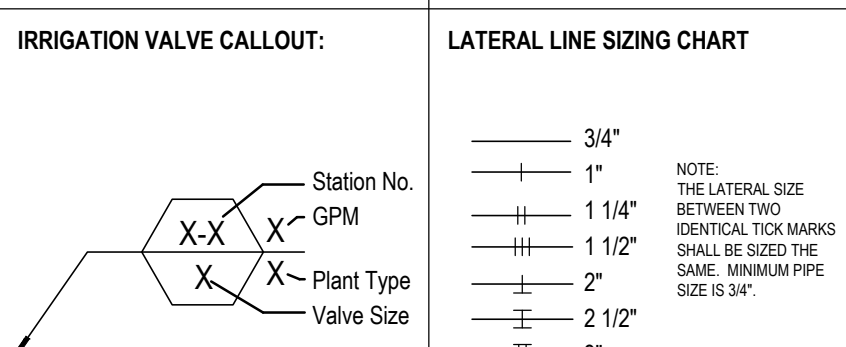 IRRIGATION VALVE CALLOUT:
Station No.
X-X
X
GPM
X
X
Plant Type
Valve Size
LATERAL LINE SIZING CHART
3/4"
1"
1 1/4"
1 1/2"
2"
2 1/2"
NOTE:
THE LATERAL SIZE
BETWEEN TWO
IDENTICAL TICK MARKS
SHALL BE SIZED THE
SAME. MINIMUM PIPE
SIZE IS 3/4".